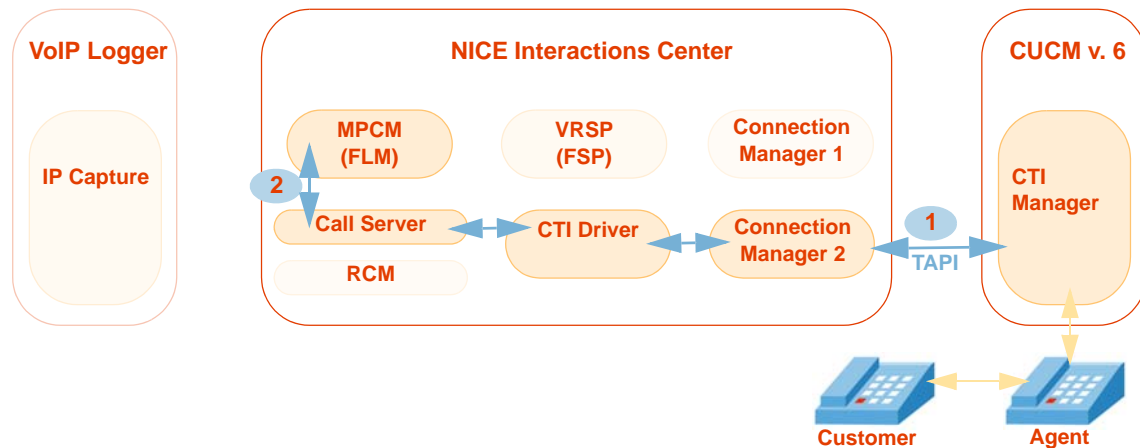 VoIP Logger
NICE Interactions Center
CUCM v. 6
IP Capture
MPCM
(FLM)
VRSP
(FSP)
Connection
Manager 1
2
Call Server
CTI Driver
Connection
Manager 2
RCM
1
TAPI
CTI
Manager
Customer
Agent